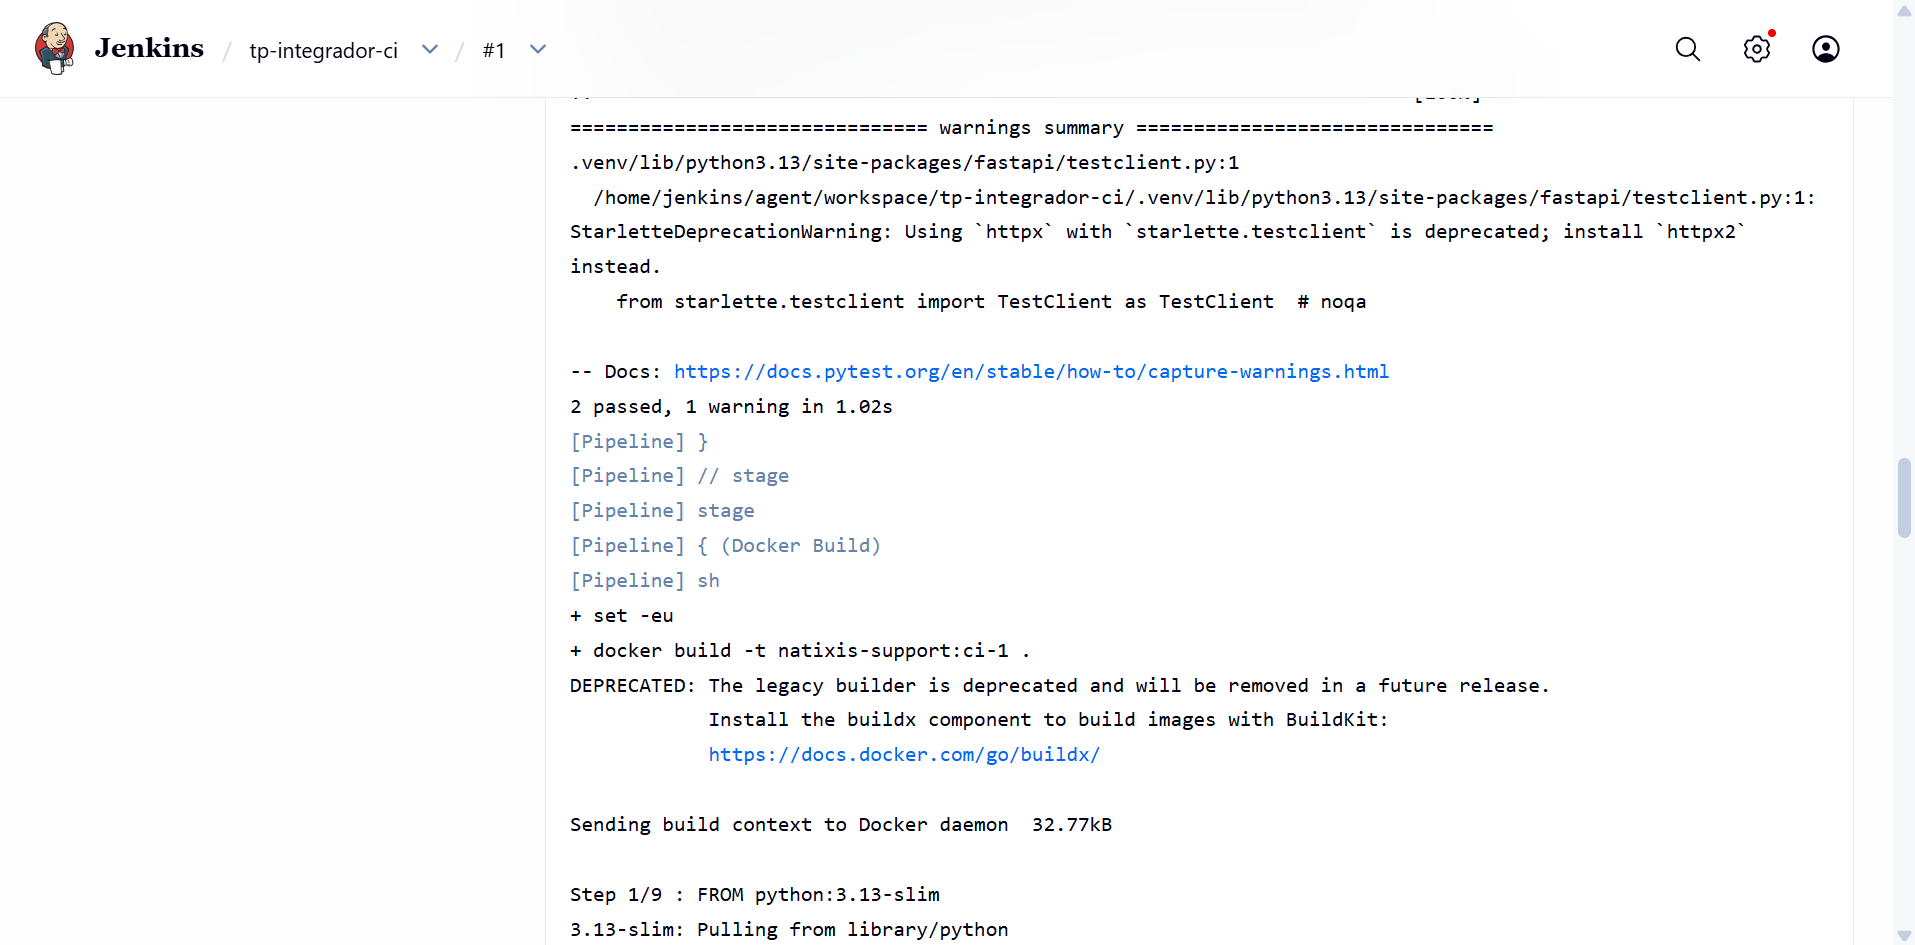 Jenkins / tp-integrador-ci / #1
============================== warnings summary ==============================
.venv/lib/python3.13/site-packages/fastapi/testclient.py:1
/home/jenkins/agent/workspace/tp-integrador-ci/.venv/lib/python3.13/site-packages/fastapi/testclient.py:1:
StarletteDeprecationWarning: Using `httpx` with `starlette.testclient` is deprecated; install `httpx2`
instead.
from starlette.testclient import TestClient as TestClient  # noqa
-- Docs: https://docs.pytest.org/en/stable/how-to/capture-warnings.html
2 passed, 1 warning in 1.02s
[Pipeline] }
[Pipeline] // stage
[Pipeline] stage
[Pipeline] { (Docker Build)
[Pipeline] sh
+ set -eu
+ docker build -t natixis-support:ci-1 .
DEPRECATED: The legacy builder is deprecated and will be removed in a future release.
Install the buildx component to build images with BuildKit:
https://docs.docker.com/go/buildx/
Sending build context to Docker daemon  32.77kB
Step 1/9 : FROM python:3.13-slim
3.13-slim: Pulling from library/python